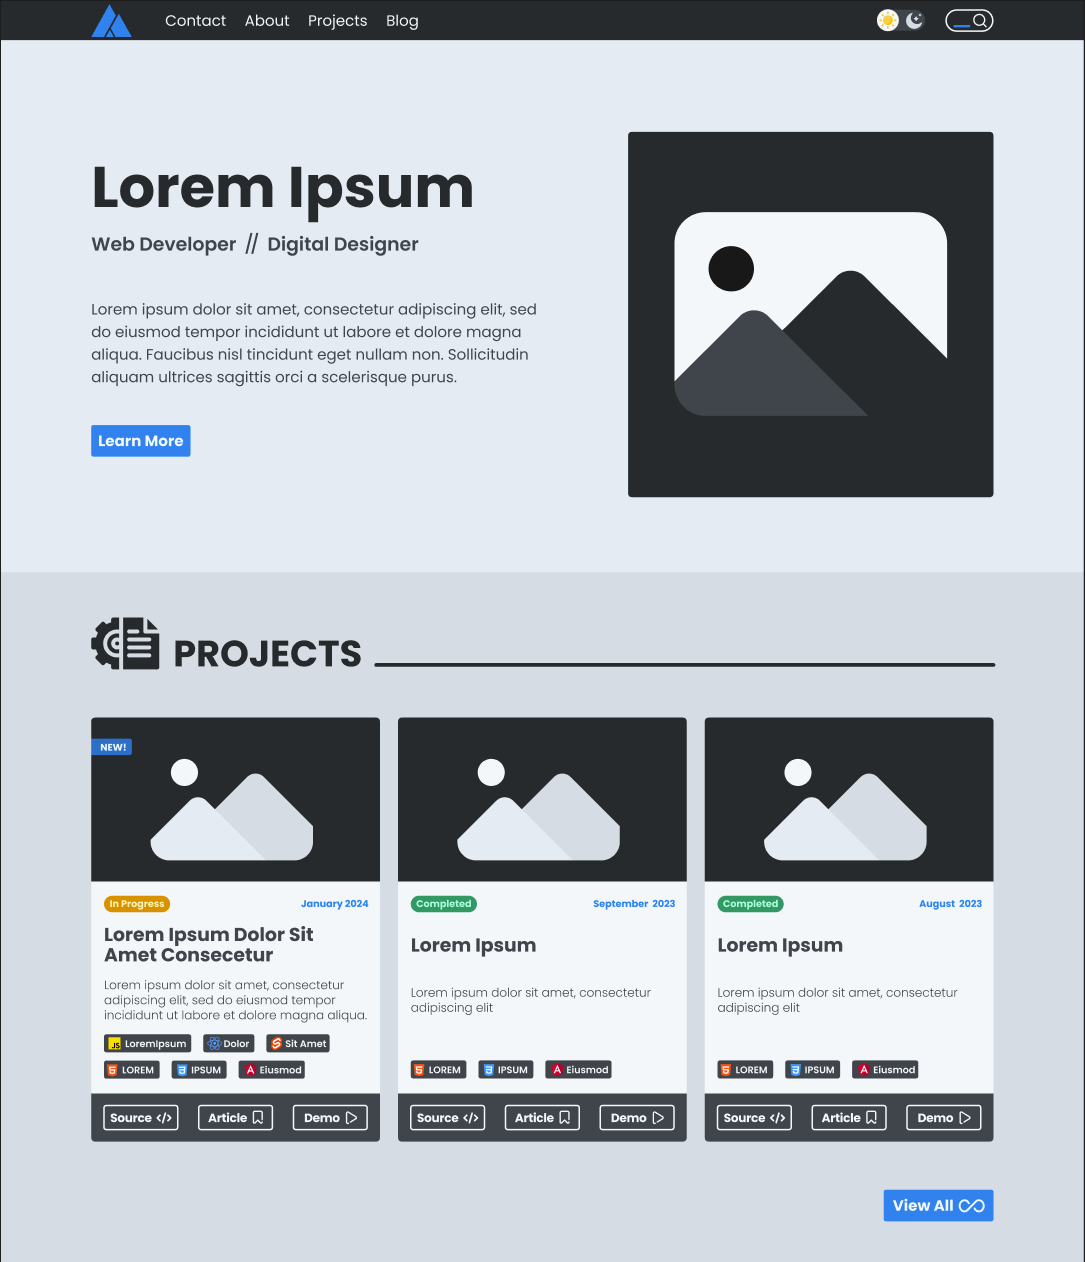 Contact About Projects Blog
Lorem Ipsum
Web Developer // Digital Designer
Lorem ipsum dolor sit amet, consectetur adipiscing elit, sed
do eiusmod tempor incididunt ut labore et dolore magna
aliqua. Faucibus nisl tincidunt eget nullam non. Sollicitudin
aliquam ultrices sagittis orci a scelerisque purus.
Learn More
PROJECTS
NEW!
In Progress January 2024
Lorem Ipsum Dolor Sit
Amet Consecetur
Lorem ipsum dolor sit amet, consectetur
adipiscing elit, sed do eiusmod tempor
incididunt ut labore et dolore magna aliqua.
JS LoremIpsum Dolor Sit Amet
LOREM IPSUM Eiusmod
Source </> Article Demo
Completed September 2023
Lorem Ipsum
Lorem ipsum dolor sit amet, consectetur
adipiscing elit
LOREM IPSUM Eiusmod
Source </> Article Demo
Completed August 2023
Lorem Ipsum
Lorem ipsum dolor sit amet, consectetur
adipiscing elit
LOREM IPSUM Eiusmod
Source </> Article Demo
View All